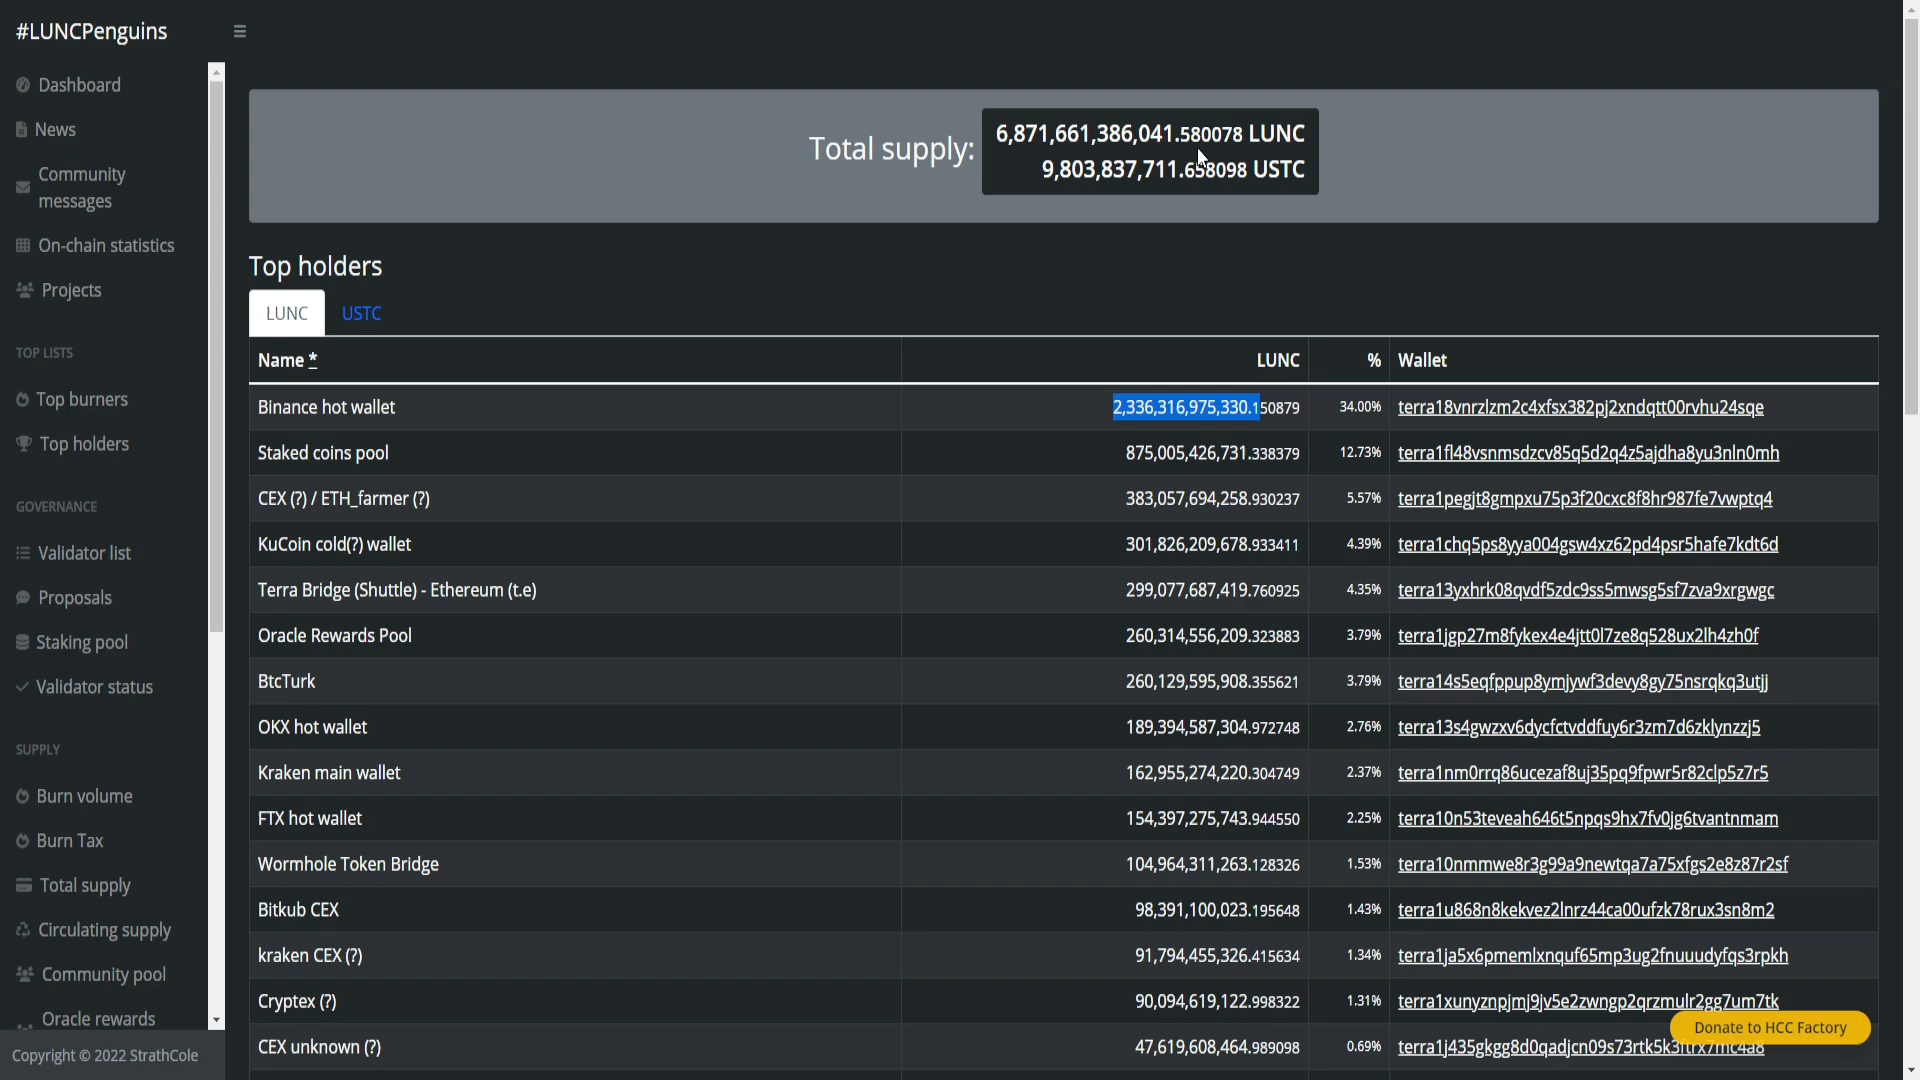 #LUNCPenguins
Dashboard
News
Community
messages
On-chain statistics
Projects
TOP LISTS
Top burners
Top holders
GOVERNANCE
Validator list
Proposals
Staking pool
Validator status
SUPPLY
Burn volume
Burn Tax
Total supply
Circulating supply
Community pool
Oracle rewards
Copyright © 2022 StrathCole
Total supply:
6,871,661,386,041.580078 LUNC
9,803,837,711.658098 USTC
Top holders
LUNC USTC
Name * LUNC % Wallet
Binance hot wallet 2,336,316,975,330.150879 34.00% terra18vnrzlzm2c4xfsx382pj2xndqtt00rvhu24sqe
Staked coins pool 875,005,426,731.338379 12.73% terra1fl48vsnmsdzcv85q5d2q4z5ajdha8yu3nln0mh
CEX (?) / ETH_farmer (?) 383,057,694,258.930237 5.57% terra1pegjt8gmpxu75p3f20cxc8f8hr987fe7vwptq4
KuCoin cold(?) wallet 301,826,209,678.933411 4.39% terra1chq5ps8yya004gsw4xz62pd4psr5hafe7kdt6d
Terra Bridge (Shuttle) - Ethereum (t.e) 299,077,687,419.760925 4.35% terra13yxhrk08qvdf5zdc9ss5mwsg5sf7zva9xrgwgc
Oracle Rewards Pool 260,314,556,209.323883 3.79% terra1jgp27m8fykex4e4jtt0l7ze8q528ux2lh4zh0f
BtcTurk 260,129,595,908.355621 3.79% terra14s5eqfppup8ymjywf3devy8gy75nsrqkq3utjj
OKX hot wallet 189,394,587,304.972748 2.76% terra13s4gwzxv6dycfctvddfuy6r3zm7d6zklynzzj5
Kraken main wallet 162,955,274,220.304749 2.37% terra1nm0rrq86ucezaf8uj35pq9fpwr5r82clp5z7r5
FTX hot wallet 154,397,275,743.944550 2.25% terra10n53teveah646t5npqs9hx7fv0jg6tvantnmam
Wormhole Token Bridge 104,964,311,263.128326 1.53% terra10nmmwe8r3g99a9newtqa7a75xfgs2e8z87r2sf
Bitkub CEX 98,391,100,023.195648 1.43% terra1u868n8kekvez2lnrz44ca00ufzk78rux3sn8m2
kraken CEX (?) 91,794,455,326.415634 1.34% terra1ja5x6pmemlxnquf65mp3ug2fnuuudyfqs3rpkh
Cryptex (?) 90,094,619,122.998322 1.31% terra1xunyznpjmj9jv5e2zwngp2qrzmulr2gg7um7tk
Donate to HCC Factory
CEX unknown (?) 47,619,608,464.989098 0.69%